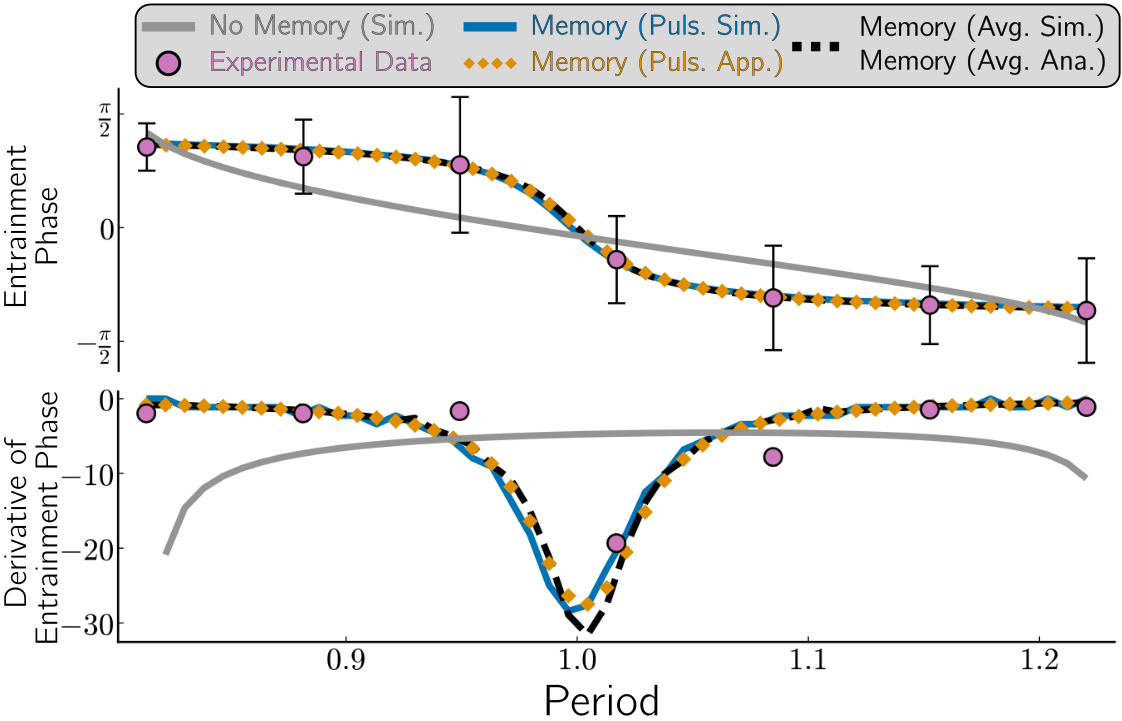 No Memory (Sim.)
Experimental Data
Memory (Puls. Sim.)
Memory (Puls. App.)
Memory (Avg. Sim.)
Memory (Avg. Ana.)
Entrainment
Phase
π/2
0
−π/2
Derivative of
Entrainment Phase
0
−10
−20
−30
0.9
1.0
1.1
1.2
Period